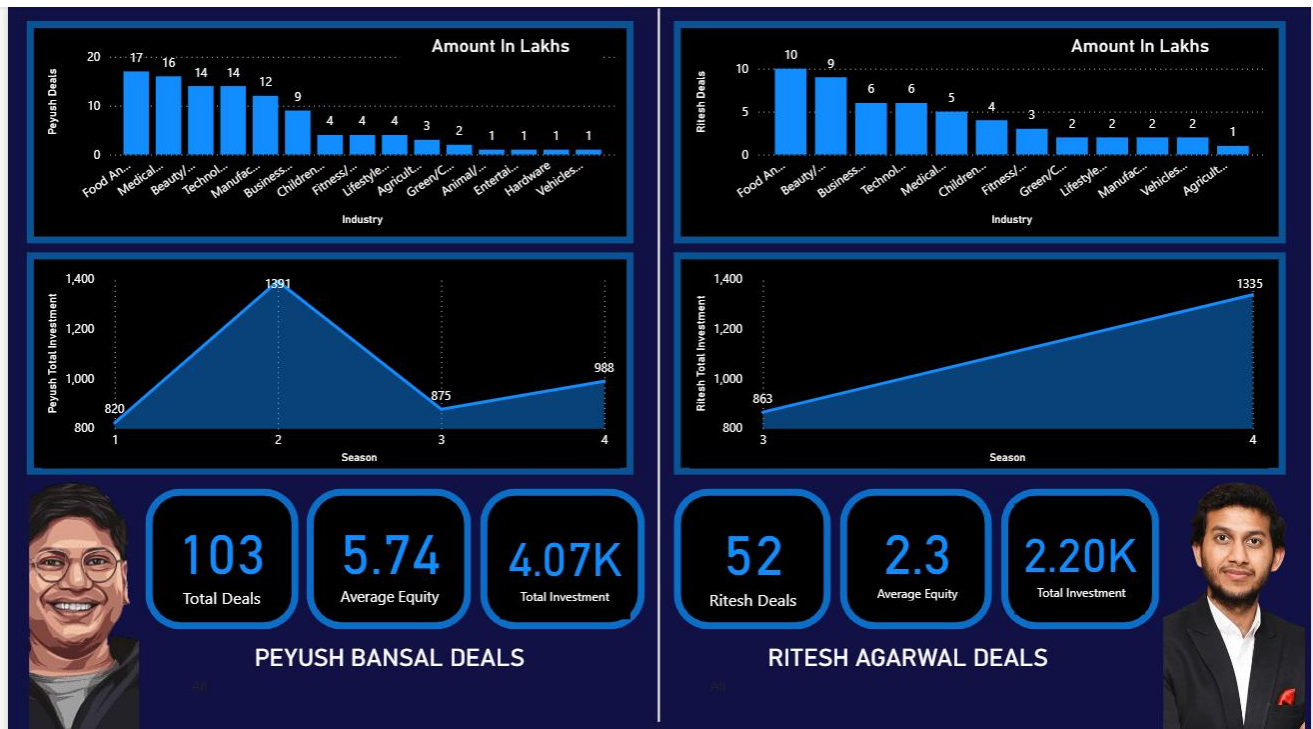 Amount In Lakhs
Peyush Deals
20
10
0
17
16
14
14
12
9
4
4
4
3
2
1
1
1
1
Food An...
Medical...
Beauty/...
Technol...
Manufac...
Business...
Children...
Fitness/...
Lifestyle...
Agricult...
Green/C...
Animal/...
Entertai...
Hardware
Vehicles...
Industry
Peyush Total Investment
1,400
1,200
1,000
800
820
1391
875
988
1
2
3
4
Season
103
Total Deals
5.74
Average Equity
4.07K
Total Investment
PEYUSH BANSAL DEALS
All
Amount In Lakhs
Ritesh Deals
10
5
0
10
9
6
6
5
4
3
2
2
2
2
1
Food An...
Beauty/...
Business...
Technol...
Medical...
Children...
Fitness/...
Green/C...
Lifestyle...
Manufac...
Vehicles...
Agricult...
Industry
Ritesh Total Investment
1,400
1,200
1,000
800
863
1335
3
4
Season
52
Ritesh Deals
2.3
Average Equity
2.20K
Total Investment
RITESH AGARWAL DEALS
All